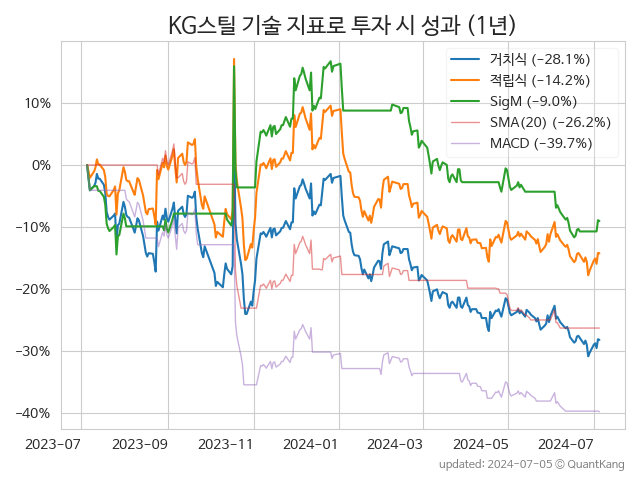 KG스틸 기술 지표로 투자 시 성과 (1년)
거치식 (−28.1%)
적립식 (−14.2%)
SigM (−9.0%)
SMA(20) (−26.2%)
MACD (−39.7%)
10%
0%
−10%
−20%
−30%
−40%
2023-07
2023-09
2023-11
2024-01
2024-03
2024-05
2024-07
updated: 2024-07-05 © QuantKang